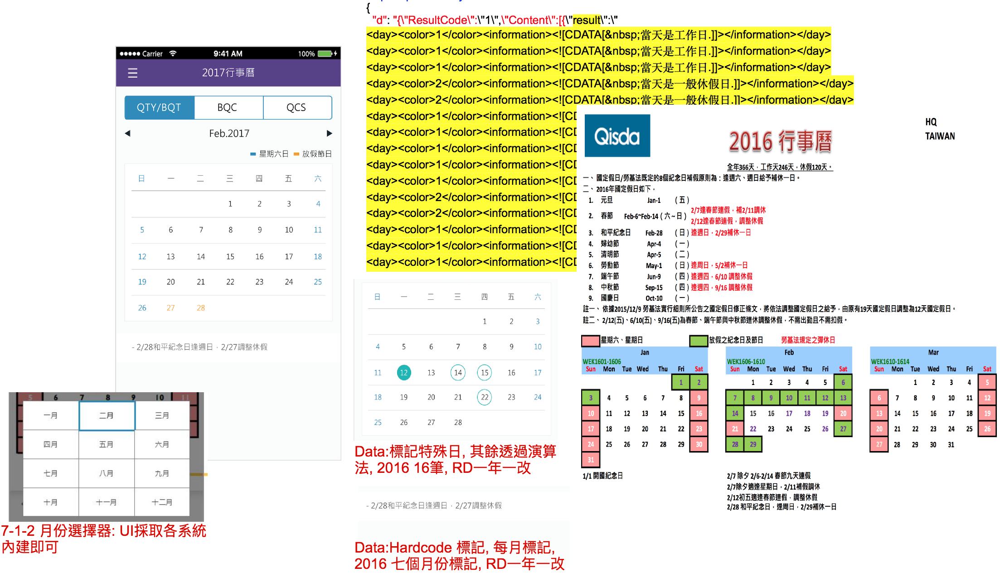 Carrier 9:41 AM 100%
2017行事曆
QTY/BQT BQC QCS
Feb.2017
星期六日 放假節日
日 一 二 三 四 五 六
1 2 3 4
5 6 7 8 9 10 11
12 13 14 15 16 17 18
19 20 21 22 23 24 25
26 27 28
- 2/28和平紀念日逢週日，2/27調整休假
5 6 7 8 9 10 11
一月 二月 三月
四月 五月 六月
七月 八月 九月
十月 十一月 十二月
7-1-2 月份選擇器: UI採取各系統
內建即可
{
"d": "{\"ResultCode\":\"1\",\"Content\":[{\"result\":\"
<day><color>1</color><information><![CDATA[&nbsp;當天是工作日.]]></information></day>
<day><color>1</color><information><![CDATA[&nbsp;當天是工作日.]]></information></day>
<day><color>1</color><information><![CDATA[&nbsp;當天是工作日.]]></information></day>
<day><color>2</color><information><![CDATA[&nbsp;當天是一般休假日.]]></information></day>
<day><color>2</color><information><![CDATA[&nbsp;當天是一般休假日.]]></information></day>
<day><color>1</color><information><![CD
<day><color>1</color><information><![CD
<day><color>1</color><information><![CD
<day><color>1</color><information><![CD
<day><color>1</color><information><![CD
<day><color>2</color><information><![CD
<day><color>2</color><information><![CD
<day><color>1</color><information><![CD
<day><color>1</color><information><![CD
<day><color>1</color><information><![CD
日 一 二 三 四 五 六
1 2 3
4 5 6 7 8 9 10
11 12 13 14 15 16 17
18 19 20 21 22 23 24
25 26 27 28
Data:標記特殊日, 其餘透過演算
法, 2016 16筆, RD一年一改
- 2/28和平紀念日逢週日，2/27調整休假
Data:Hardcode 標記, 每月標記,
2016 七個月份標記, RD一年一改
Qisda
2016 行事曆
HQ
TAIWAN
全年366天，工作天246天，休假120天。
一、 國定假日/勞基法既定的8個紀念日補假原則為：逢週六、週日給予補休一日。
二、 2016年國定假日如下，
1. 元旦 Jan-1 ( 五 )
2. 春節 Feb-6~Feb-14 ( 六 ~ 日 ) 2/7逢春節連假，補2/11調休
2/12逢春節連假，調整休假
3. 和平紀念日 Feb-28 ( 日 ) 逢週日，2/29補休一日
4. 婦幼節 Apr-4 ( 一 )
5. 清明節 Apr-5 ( 二 )
6. 勞動節 May-1 ( 日 ) 逢周日，5/2補休一日
7. 端午節 Jun-9 ( 四 ) 逢週四，6/10 調整休假
8. 中秋節 Sep-15 ( 四 ) 逢週四，9/16 調整休假
9. 國慶日 Oct-10 ( 一 )
註一、 依據2015/12/9 勞基法實行細則所公告之國定假日修正條文，將依法調整國定假日之給予，由原有19天國定假日調整為12天國定假日。
註二、 2/12(五)、6/10(五)、9/16(五)為春節、端午節與中秋節連休調整休假，不需出勤且不需扣假。
星期六、星期日 放假之紀念日及節日 勞基法規定之彈休日
Jan
WEK1601-1606
Sun Mon Tue Wed Thu Fri Sat
1 2
3 4 5 6 7 8 9
10 11 12 13 14 15 16
17 18 19 20 21 22 23
24 25 26 27 28 29 30
31
1/1 開國紀念日
Feb
WEK1606-1610
Sun Mon Tue Wed Thu Fri Sat
1 2 3 4 5 6
7 8 9 10 11 12 13
14 15 16 17 18 19 20
21 22 23 24 25 26 27
28 29
2/7 除夕 2/6-2/14 春節九天連假
2/7除夕適逢星期日，2/11補假調休
2/12初五適逢春節連假，調整休假
2/28 和平紀念日，逢周日，2/29補休一日
Mar
WEK1610-1614
Sun Mon Tue Wed Thu Fri Sat
1 2 3 4 5
6 7 8 9 10 11 12
13 14 15 16 17 18 19
20 21 22 23 24 25 26
27 28 29 30 31